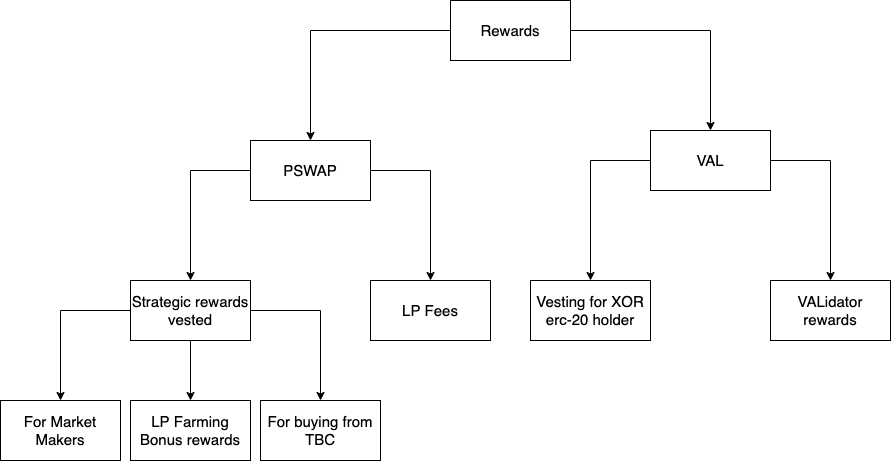 Rewards
PSWAP
VAL
Strategic rewards
vested
LP Fees
Vesting for XOR
erc-20 holder
VALidator
rewards
For Market
Makers
LP Farming
Bonus rewards
For buying from
TBC